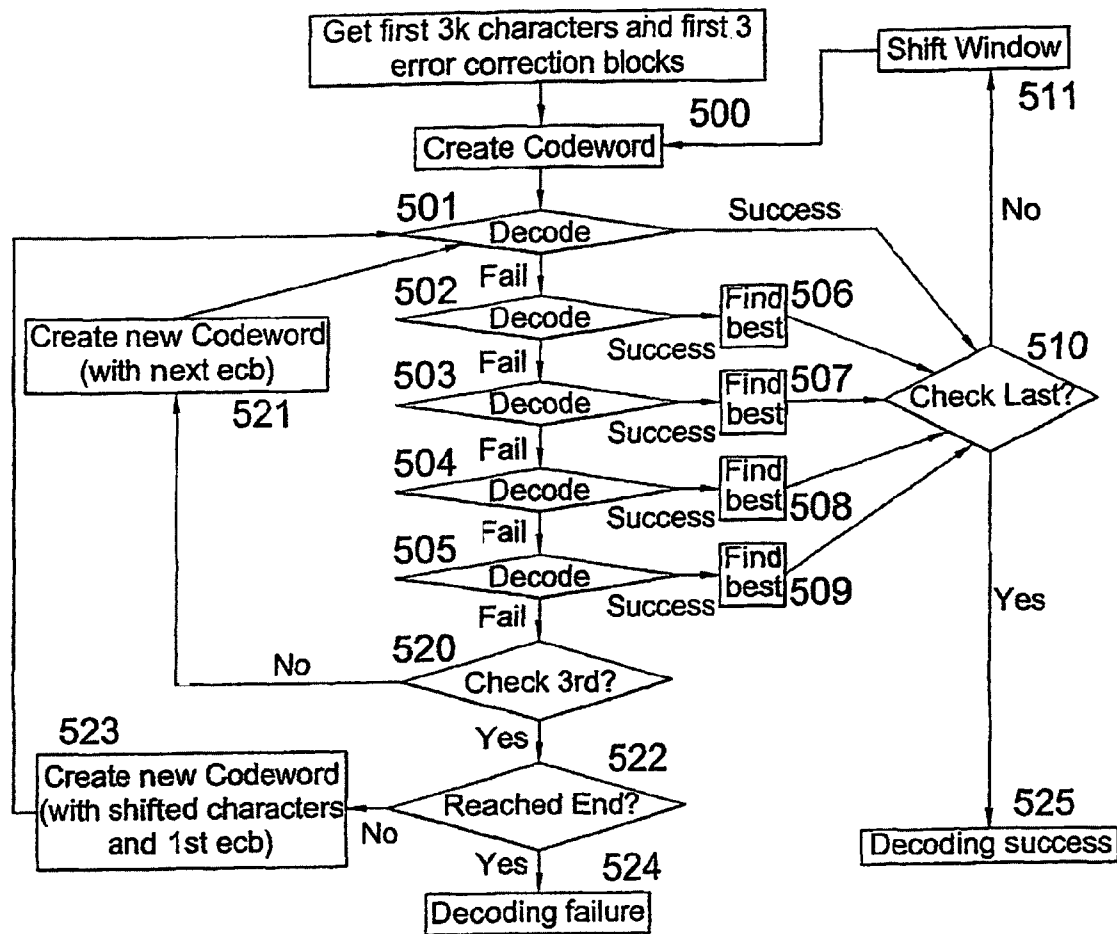 Get first 3k characters and first 3
error correction blocks
Shift Window
511
500
Create Codeword
501
Decode
Success
No
Fail
502
Decode
Success
Find
best
506
Create new Codeword
(with next ecb)
521
Fail
503
Decode
Success
Find
best
507
510
Check Last?
Fail
504
Decode
Success
Find
best
508
Fail
505
Decode
Success
Find
best
509
Fail
520
No
Check 3rd?
Yes
Yes
523
Create new Codeword
(with shifted characters
and 1st ecb)
No
522
Reached End?
Yes
524
Decoding failure
525
Decoding success